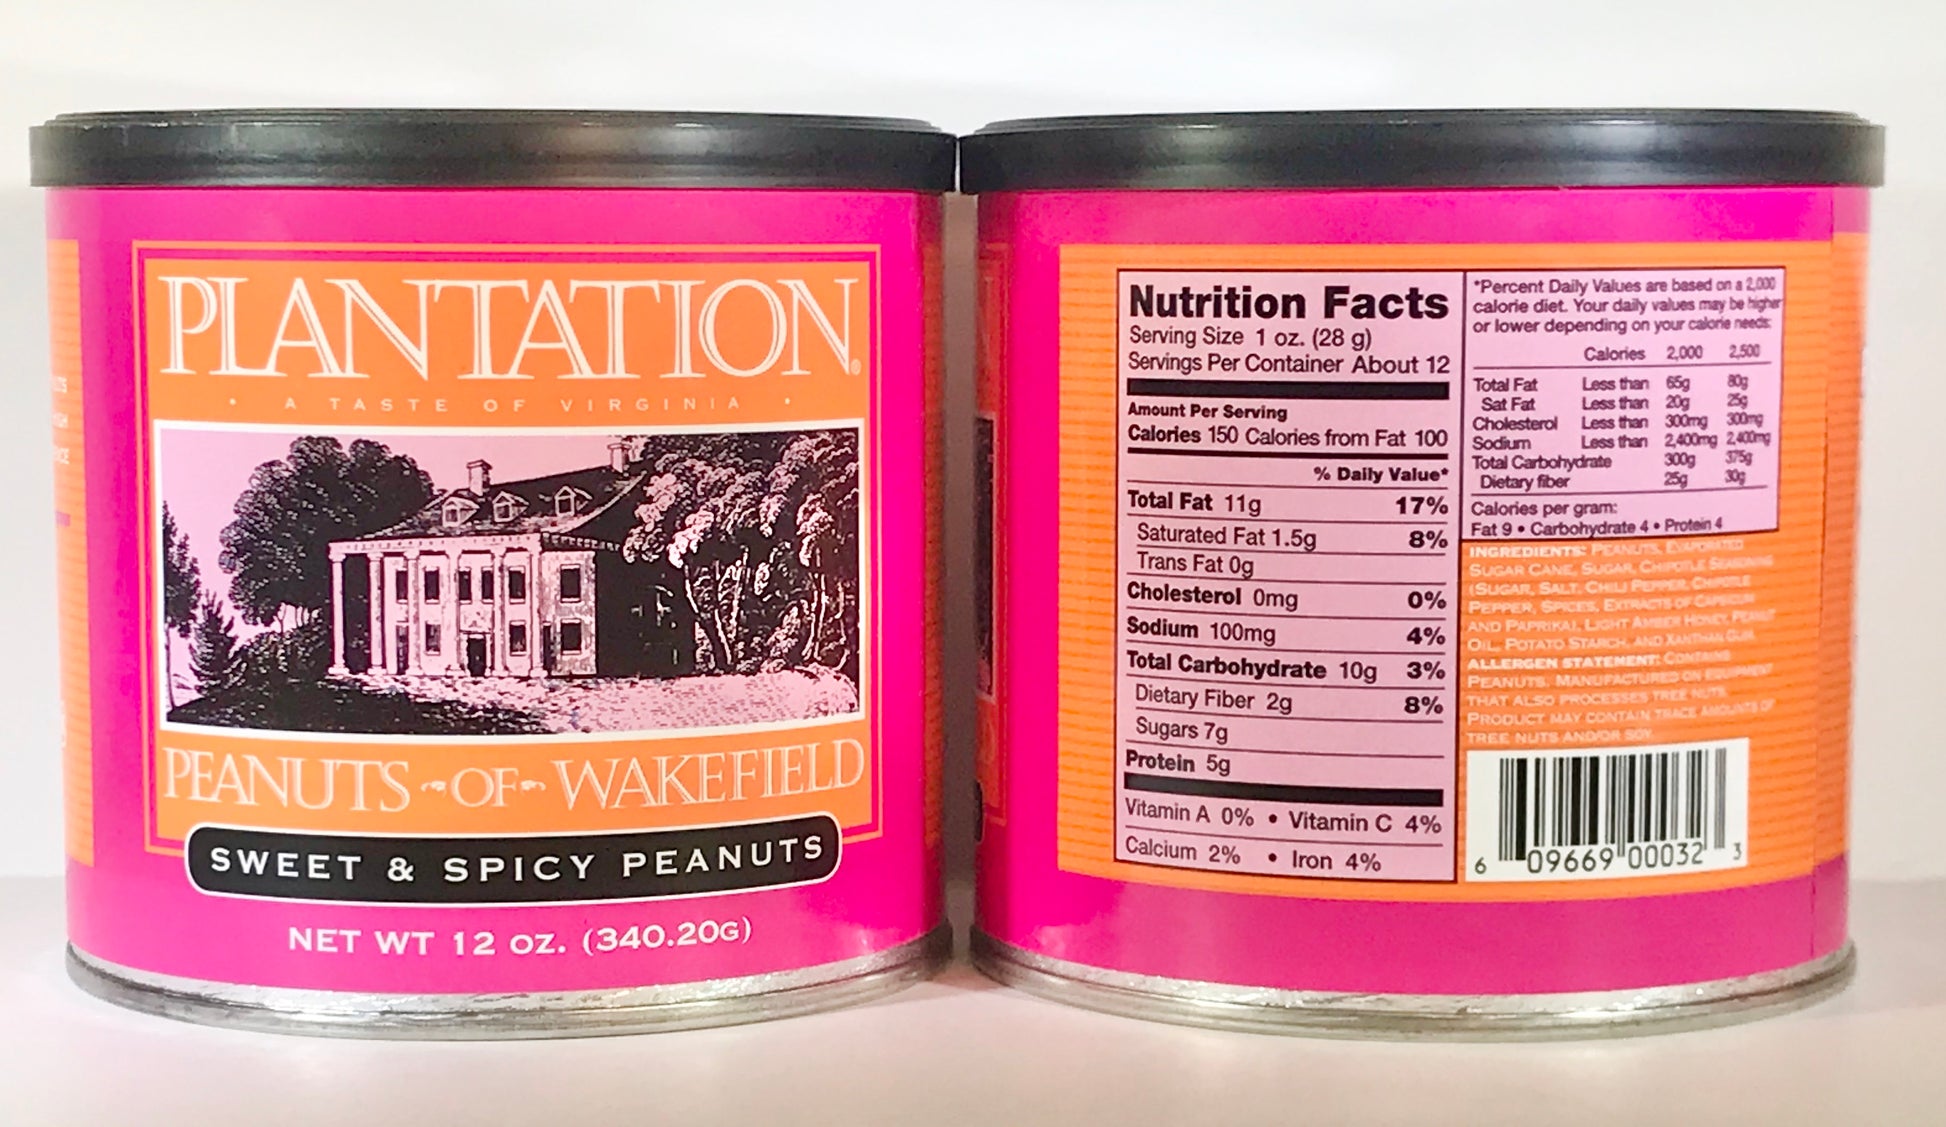 PLANTATION®
• A TASTE OF VIRGINIA •
PEANUTS OF WAKEFIELD
SWEET & SPICY PEANUTS
NET WT 12 OZ. (340.20G)
Nutrition Facts
Serving Size 1 oz. (28 g)
Servings Per Container About 12
Amount Per Serving
Calories 150 Calories from Fat 100
% Daily Value*
Total Fat 11g 17%
Saturated Fat 1.5g 8%
Trans Fat 0g
Cholesterol 0mg 0%
Sodium 100mg 4%
Total Carbohydrate 10g 3%
Dietary Fiber 2g 8%
Sugars 7g
Protein 5g
Vitamin A 0% • Vitamin C 4%
Calcium 2% • Iron 4%
*Percent Daily Values are based on a 2,000
calorie diet. Your daily values may be higher
or lower depending on your calorie needs:
Calories 2,000 2,500
Total Fat Less than 65g 80g
Sat Fat Less than 20g 25g
Cholesterol Less than 300mg 300mg
Sodium Less than 2,400mg 2,400mg
Total Carbohydrate 300g 375g
Dietary fiber 25g 30g
Calories per gram:
Fat 9 • Carbohydrate 4 • Protein 4
INGREDIENTS: PEANUTS, EVAPORATED
SUGAR CANE, SUGAR, CHIPOTLE SEASONING
(SUGAR, SALT, CHILI PEPPER, CHIPOTLE
PEPPER, SPICES, EXTRACTS OF CAPSICUM
AND PAPRIKA), LIGHT AMBER HONEY, PEANUT
OIL, POTATO STARCH, AND XANTHAN GUM.
ALLERGEN STATEMENT: CONTAINS
PEANUTS. MANUFACTURED ON EQUIPMENT
THAT ALSO PROCESSES TREE NUTS.
PRODUCT MAY CONTAIN TRACE AMOUNTS OF
TREE NUTS AND/OR SOY.
6 09669 00032 3